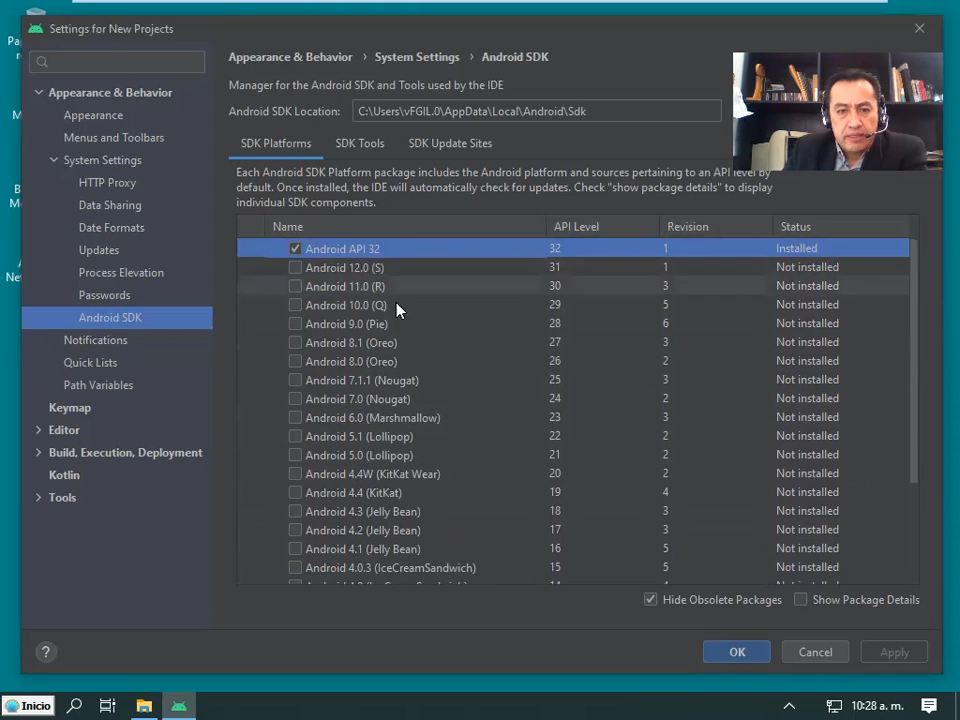 Settings for New Projects
Appearance & Behavior › System Settings › Android SDK
Manager for the Android SDK and Tools used by the IDE
Android SDK Location: C:\Users\vFGIL.0\AppData\Local\Android\Sdk
SDK Platforms SDK Tools SDK Update Sites
Each Android SDK Platform package includes the Android platform and sources pertaining to an API level by
default. Once installed, the IDE will automatically check for updates. Check "show package details" to display
individual SDK components.
Appearance & Behavior
Appearance
Menus and Toolbars
System Settings
HTTP Proxy
Data Sharing
Date Formats
Updates
Process Elevation
Passwords
Android SDK
Notifications
Quick Lists
Path Variables
Keymap
Editor
Build, Execution, Deployment
Kotlin
Tools
Name API Level Revision Status
Android API 32 32 1 Installed
Android 12.0 (S) 31 1 Not installed
Android 11.0 (R) 30 3 Not installed
Android 10.0 (Q) 29 5 Not installed
Android 9.0 (Pie) 28 6 Not installed
Android 8.1 (Oreo) 27 3 Not installed
Android 8.0 (Oreo) 26 2 Not installed
Android 7.1.1 (Nougat) 25 3 Not installed
Android 7.0 (Nougat) 24 2 Not installed
Android 6.0 (Marshmallow) 23 3 Not installed
Android 5.1 (Lollipop) 22 2 Not installed
Android 5.0 (Lollipop) 21 2 Not installed
Android 4.4W (KitKat Wear) 20 2 Not installed
Android 4.4 (KitKat) 19 4 Not installed
Android 4.3 (Jelly Bean) 18 3 Not installed
Android 4.2 (Jelly Bean) 17 3 Not installed
Android 4.1 (Jelly Bean) 16 5 Not installed
Android 4.0.3 (IceCreamSandwich) 15 5 Not installed
Hide Obsolete Packages Show Package Details
? OK Cancel Apply
Inicio 10:28 a. m.